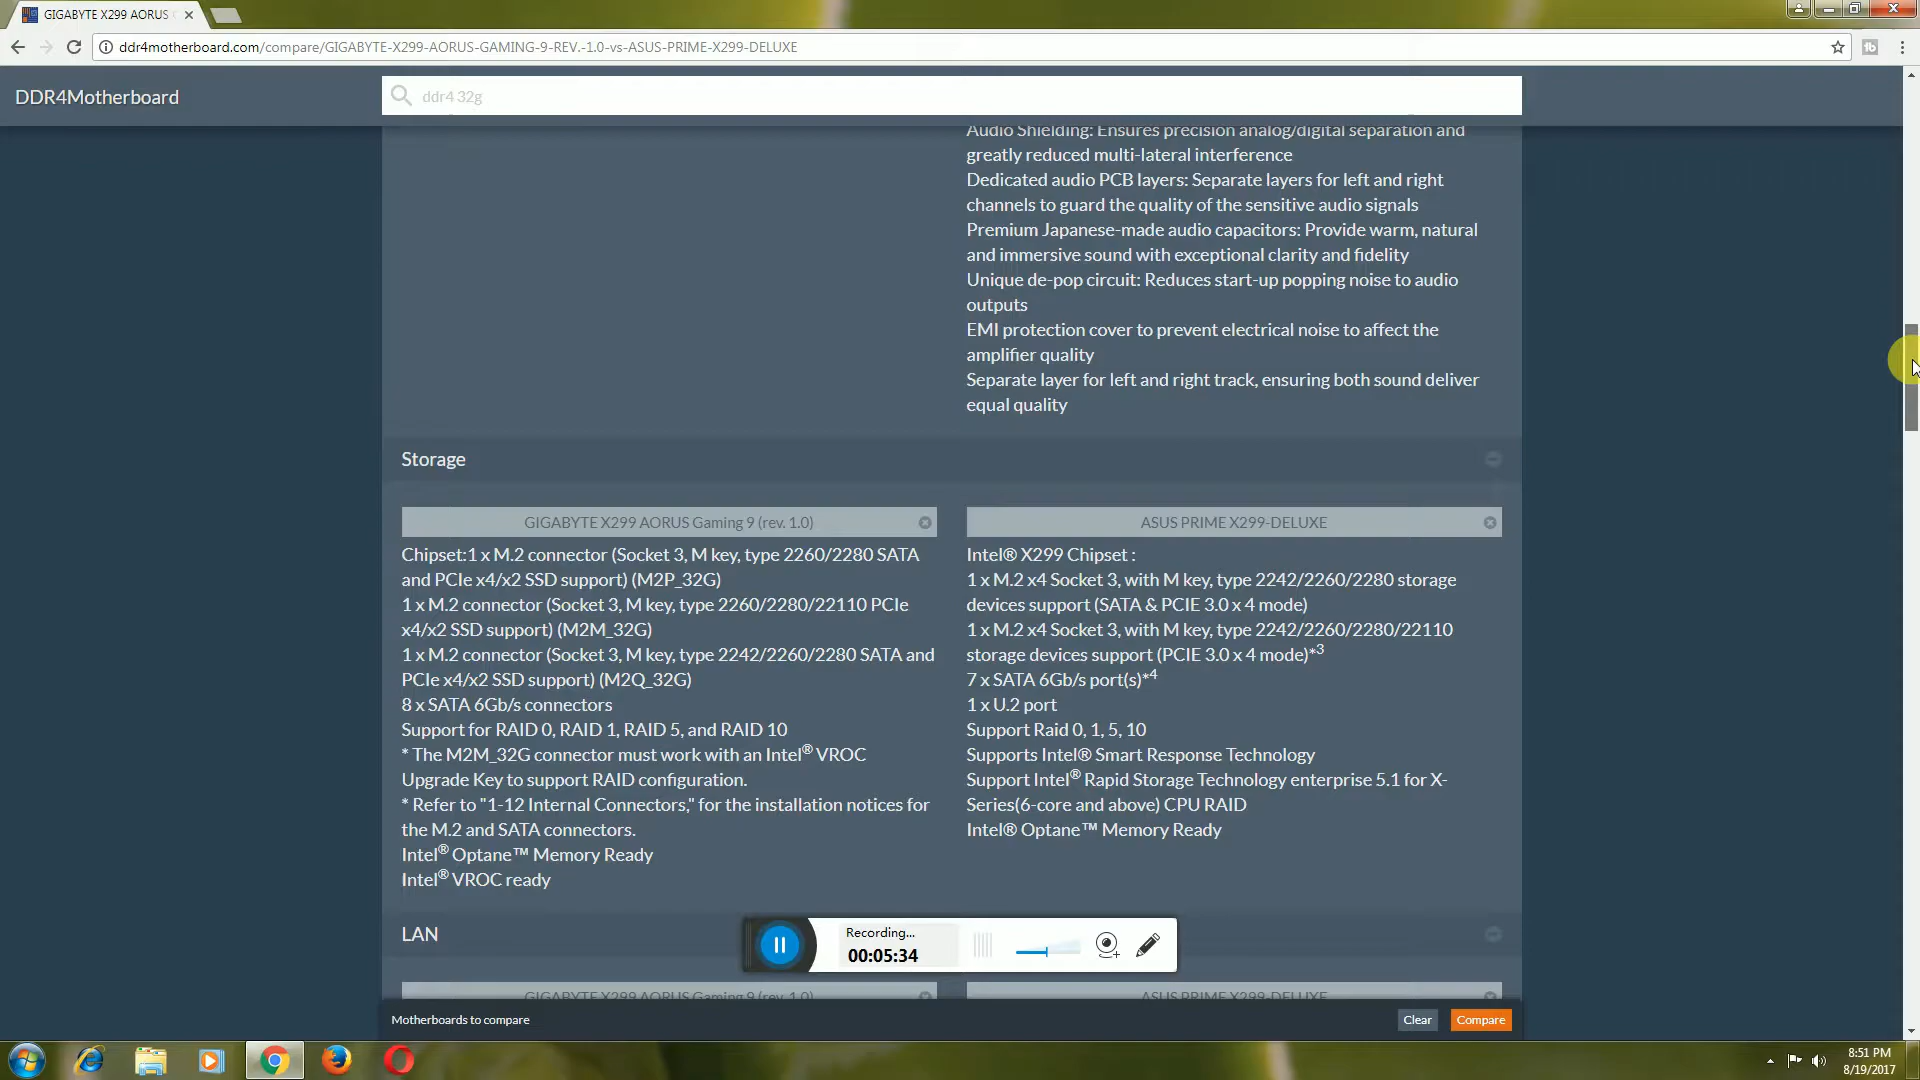 GIGABYTE X299 AORUS
ddr4motherboard.com/compare/GIGABYTE-X299-AORUS-GAMING-9-REV.-1.0-vs-ASUS-PRIME-X299-DELUXE
DDR4Motherboard
ddr4 32g
Audio Shielding: Ensures precision analog/digital separation and
greatly reduced multi-lateral interference
Dedicated audio PCB layers: Separate layers for left and right
channels to guard the quality of the sensitive audio signals
Premium Japanese-made audio capacitors: Provide warm, natural
and immersive sound with exceptional clarity and fidelity
Unique de-pop circuit: Reduces start-up popping noise to audio
outputs
EMI protection cover to prevent electrical noise to affect the
amplifier quality
Separate layer for left and right track, ensuring both sound deliver
equal quality
Storage
GIGABYTE X299 AORUS Gaming 9 (rev. 1.0)
Chipset:1 x M.2 connector (Socket 3, M key, type 2260/2280 SATA
and PCIe x4/x2 SSD support) (M2P_32G)
1 x M.2 connector (Socket 3, M key, type 2260/2280/22110 PCIe
x4/x2 SSD support) (M2M_32G)
1 x M.2 connector (Socket 3, M key, type 2242/2260/2280 SATA and
PCIe x4/x2 SSD support) (M2Q_32G)
8 x SATA 6Gb/s connectors
Support for RAID 0, RAID 1, RAID 5, and RAID 10
* The M2M_32G connector must work with an Intel® VROC
Upgrade Key to support RAID configuration.
* Refer to "1-12 Internal Connectors," for the installation notices for
the M.2 and SATA connectors.
Intel® Optane™ Memory Ready
Intel® VROC ready
ASUS PRIME X299-DELUXE
Intel® X299 Chipset :
1 x M.2 x4 Socket 3, with M key, type 2242/2260/2280 storage
devices support (SATA & PCIE 3.0 x 4 mode)
1 x M.2 x4 Socket 3, with M key, type 2242/2260/2280/22110
storage devices support (PCIE 3.0 x 4 mode)*3
7 x SATA 6Gb/s port(s)*4
1 x U.2 port
Support Raid 0, 1, 5, 10
Supports Intel® Smart Response Technology
Support Intel® Rapid Storage Technology enterprise 5.1 for X-
Series(6-core and above) CPU RAID
Intel® Optane™ Memory Ready
LAN
GIGABYTE X299 AORUS Gaming 9 (rev. 1.0)
ASUS PRIME X299-DELUXE
Recording...
00:05:34
Motherboards to compare
Clear
Compare
8:51 PM
8/19/2017